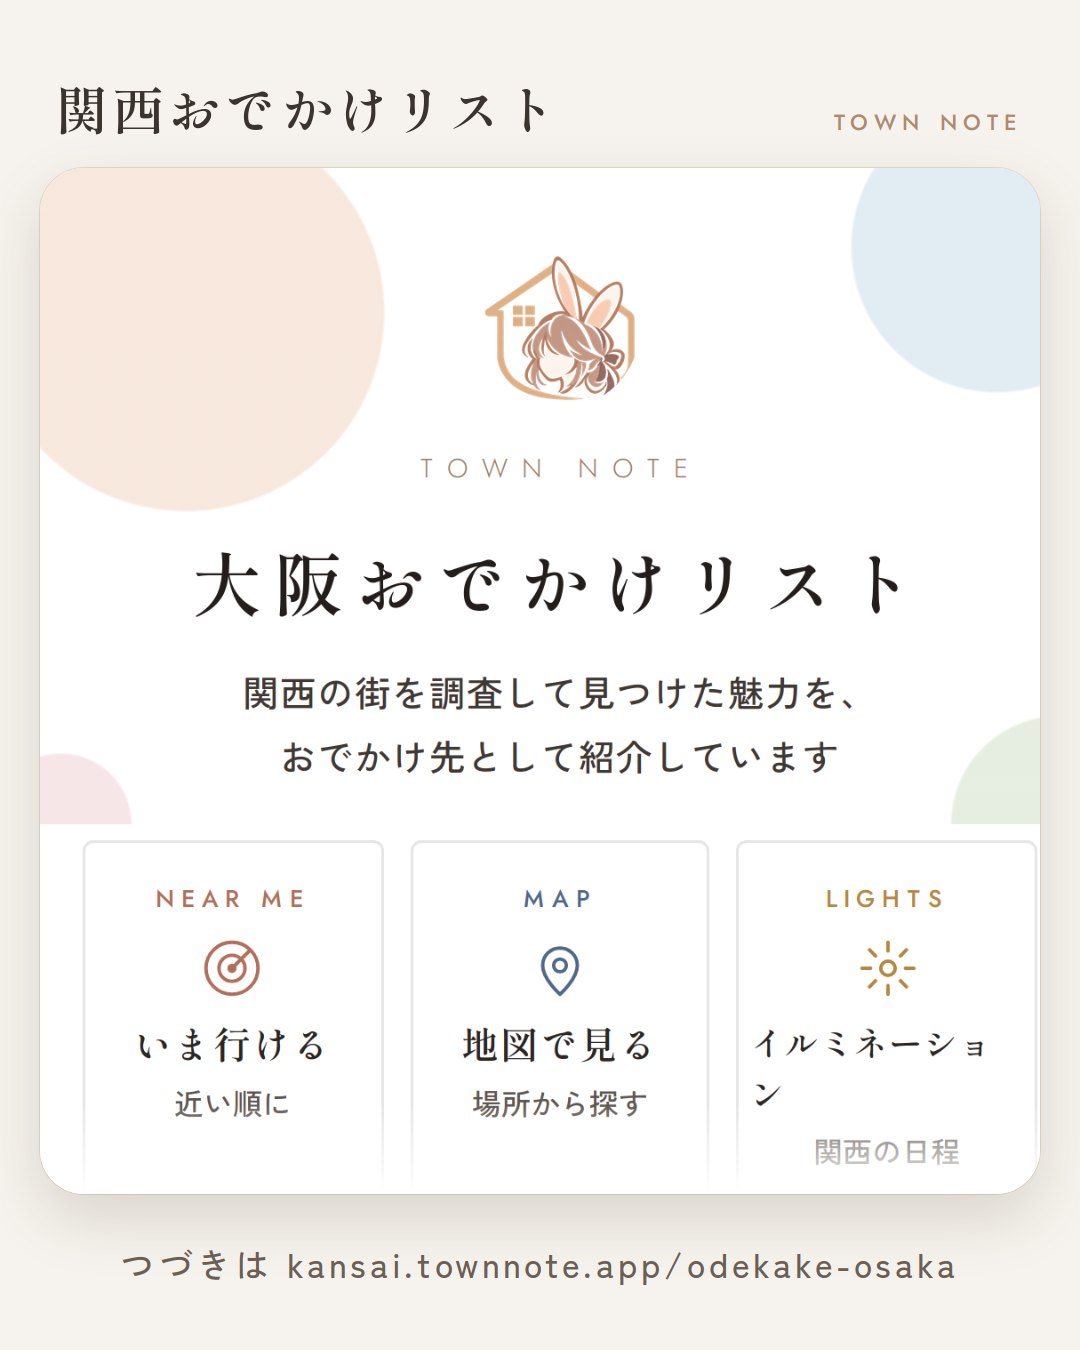 関西おでかけリスト
TOWN NOTE
TOWN NOTE
大阪おでかけリスト
関西の街を調査して見つけた魅力を、
おでかけ先として紹介しています
NEAR ME
いま行ける
近い順に
MAP
地図で見る
場所から探す
LIGHTS
イルミネーショ
ン
関西の日程
つづきは kansai.townnote.app/odekake-osaka